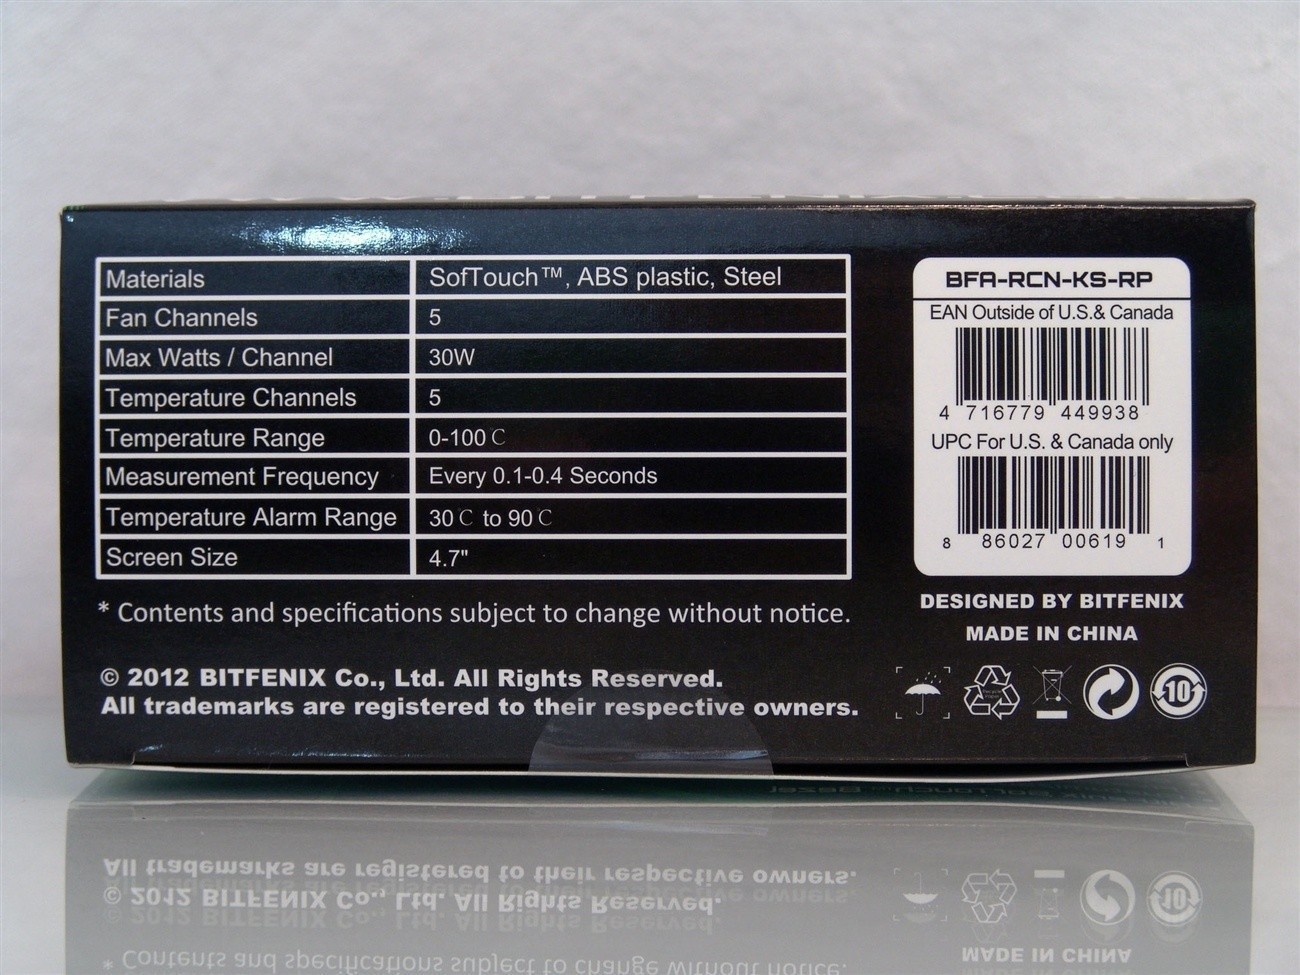 Materials SofTouch™, ABS plastic, Steel
Fan Channels 5
Max Watts / Channel 30W
Temperature Channels 5
Temperature Range 0-100℃
Measurement Frequency Every 0.1-0.4 Seconds
Temperature Alarm Range 30℃ to 90℃
Screen Size 4.7"
* Contents and specifications subject to change without notice.
© 2012 BITFENIX Co., Ltd. All Rights Reserved.
All trademarks are registered to their respective owners.
BFA-RCN-KS-RP
EAN Outside of U.S.& Canada
4 716779 449938
UPC For U.S. & Canada only
8 86027 00619 1
DESIGNED BY BITFENIX
MADE IN CHINA
10